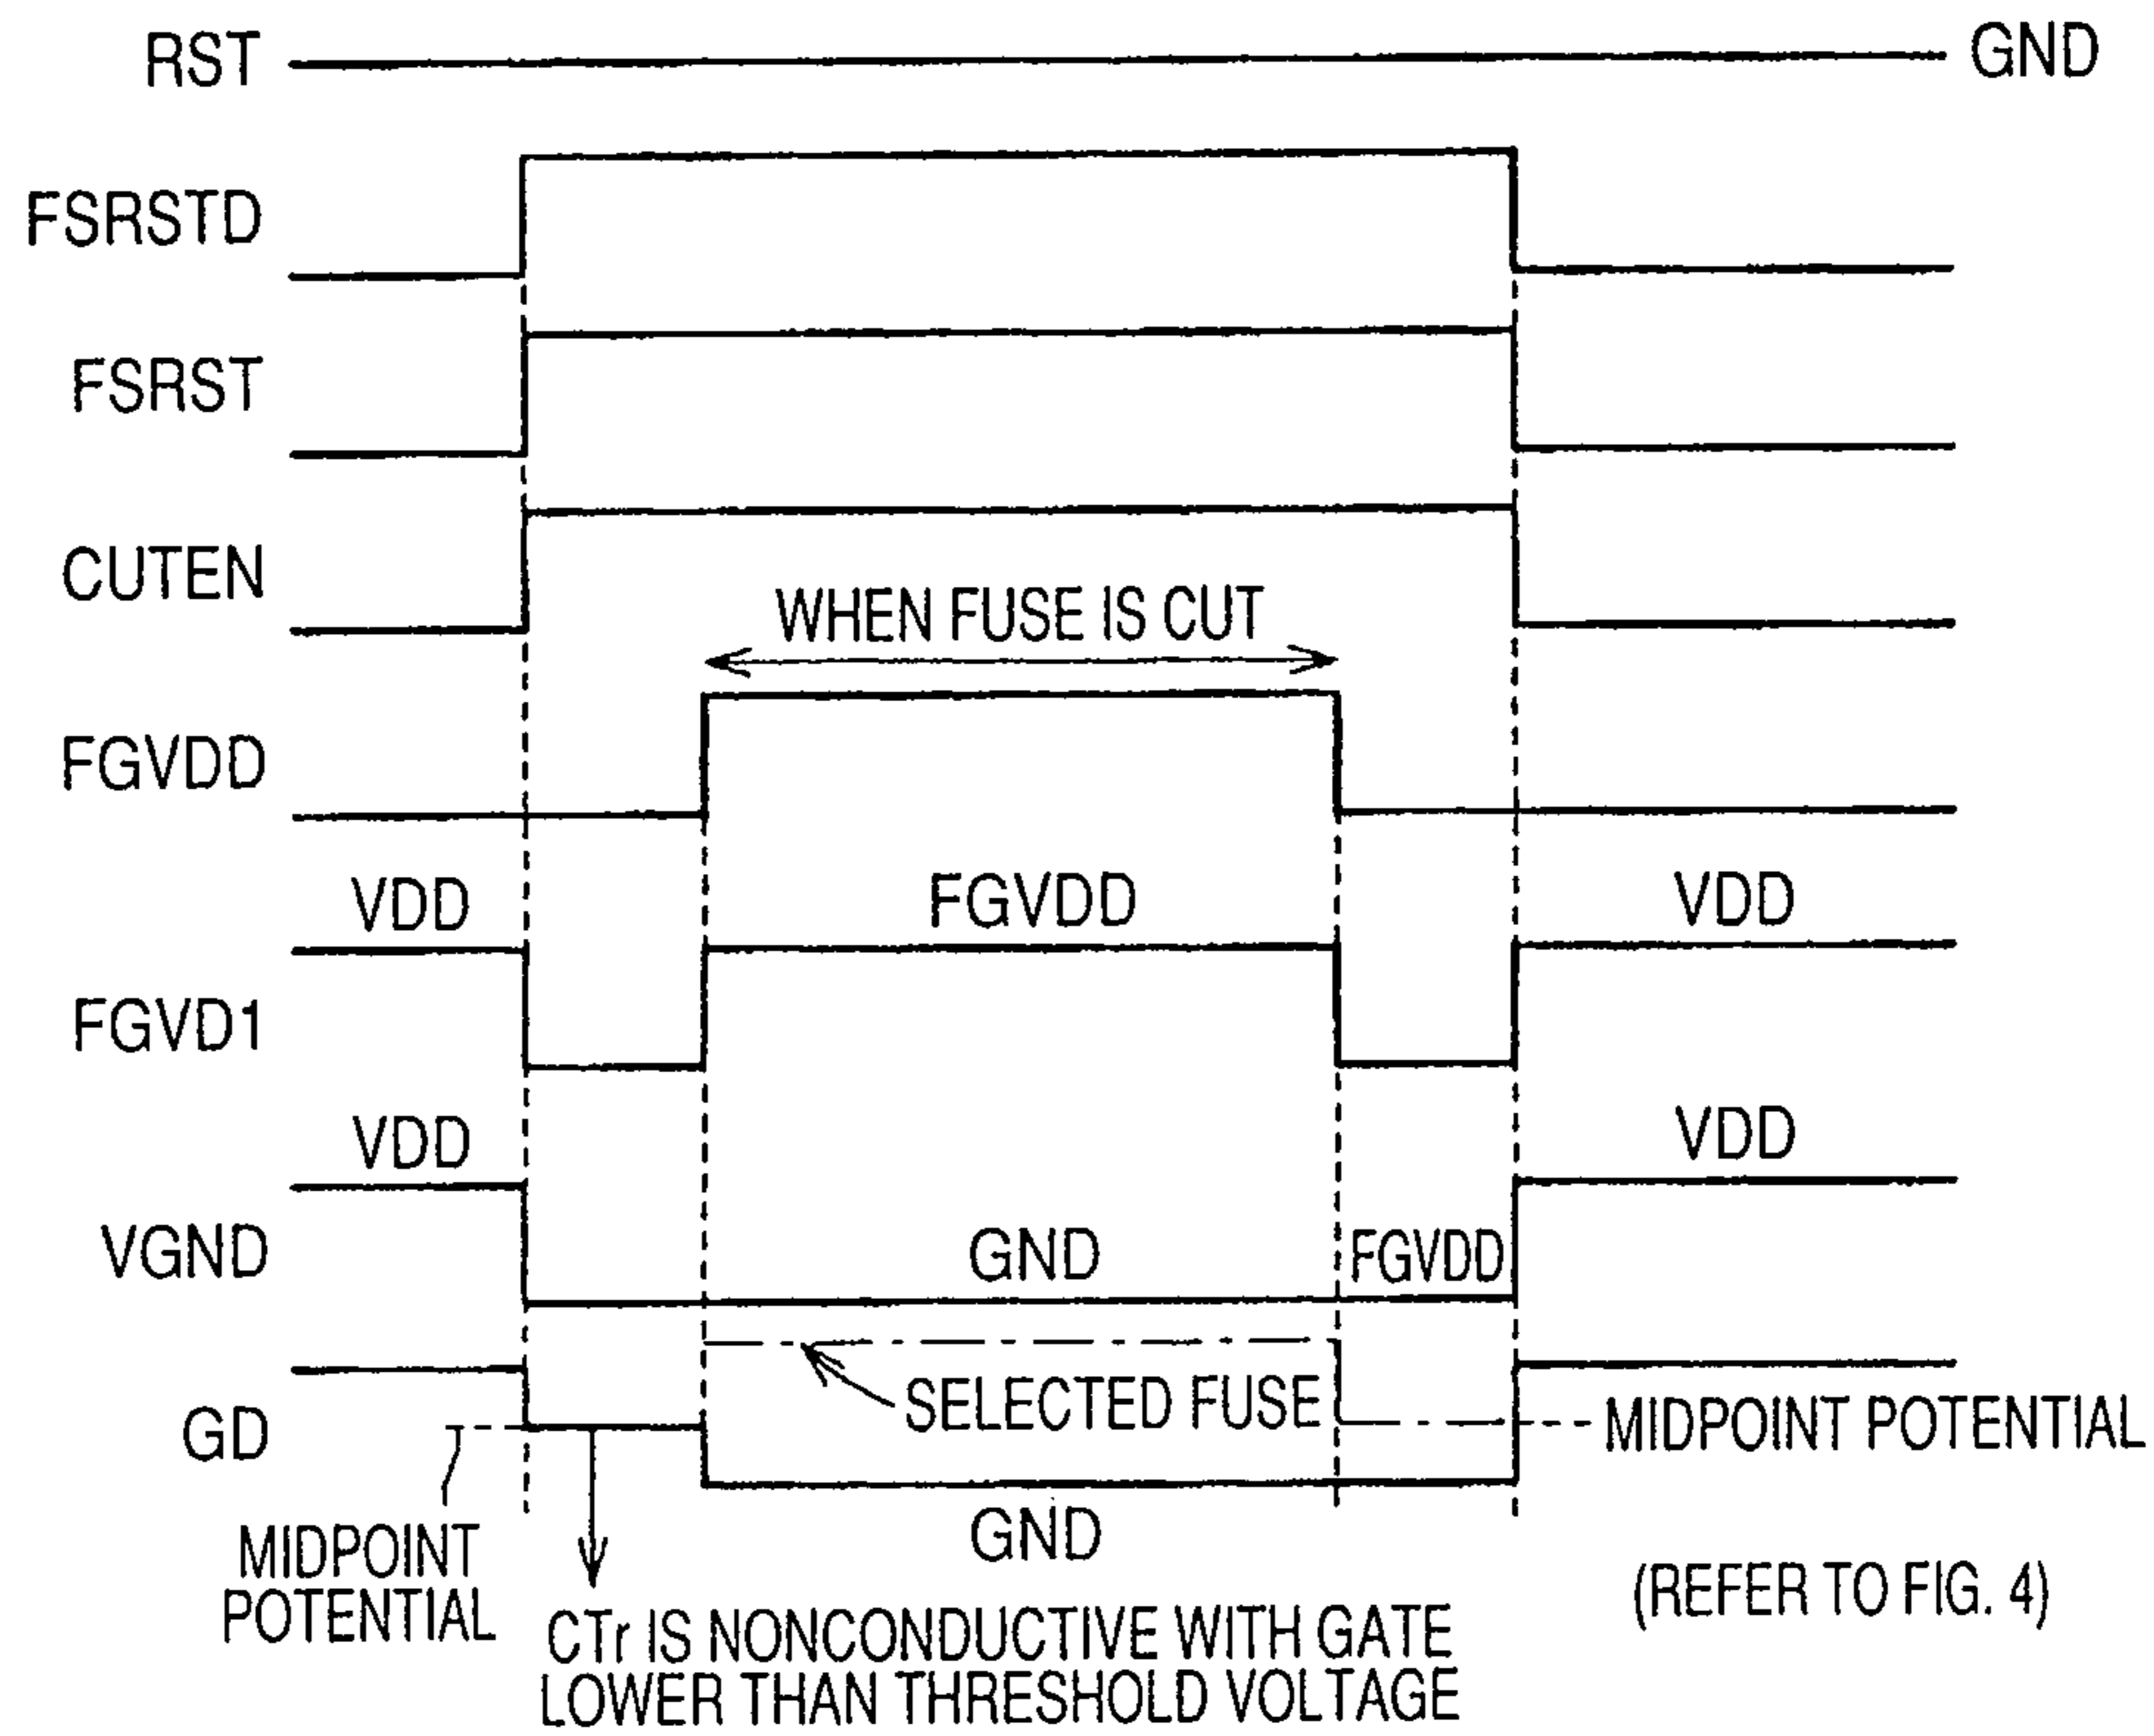 RST
GND
FSRSTD
FSRST
CUTEN
WHEN FUSE IS CUT
FGVDD
VDD
FGVDD
VDD
FGVD1
VDD
VDD
VGND
GND
FGVDD
SELECTED FUSE
GD
MIDPOINT POTENTIAL
GND
MIDPOINT
POTENTIAL
(REFER TO FIG. 4)
CTr IS NONCONDUCTIVE WITH GATE
LOWER THAN THRESHOLD VOLTAGE